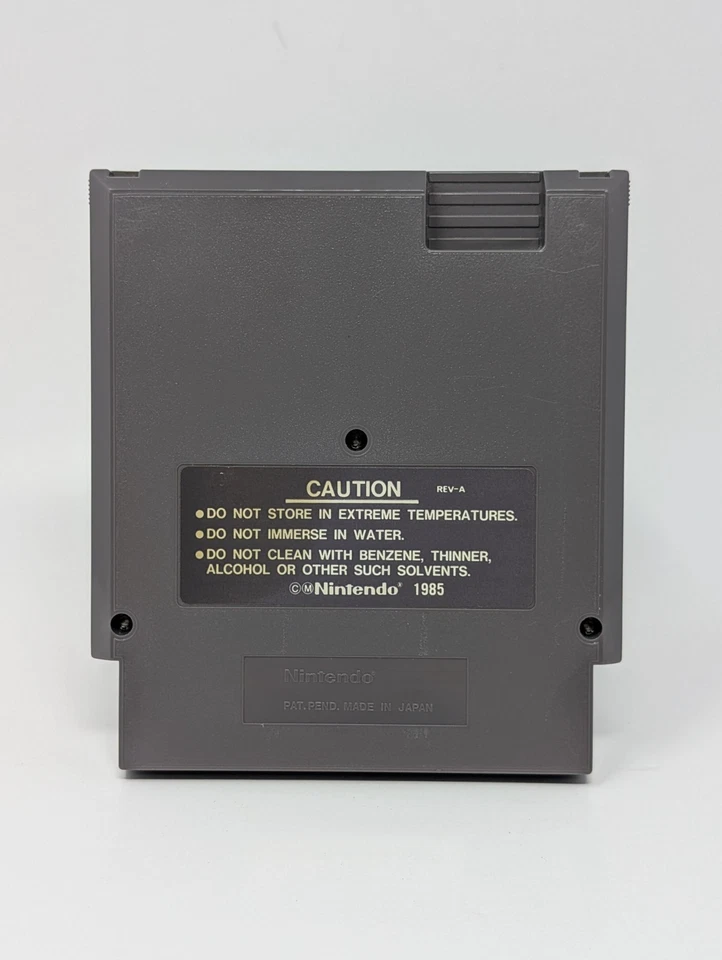 CAUTION REV-A
●DO NOT STORE IN EXTREME TEMPERATURES.
●DO NOT IMMERSE IN WATER.
●DO NOT CLEAN WITH BENZENE, THINNER,
ALCOHOL OR OTHER SUCH SOLVENTS.
©ⓂNintendo® 1985
Nintendo®
PAT. PEND. MADE IN JAPAN